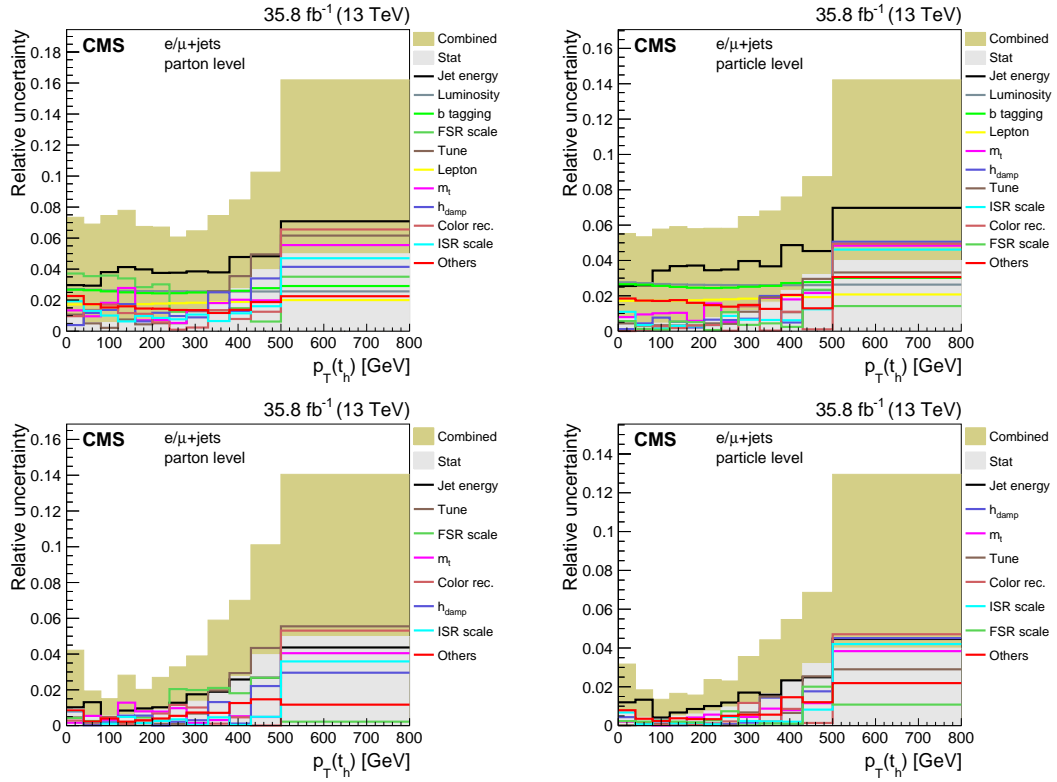 35.8 fb⁻¹ (13 TeV)
CMS
e/μ+jets
parton level
Relative uncertainty
0.18
0.16
0.14
0.12
0.1
0.08
0.06
0.04
0.02
0
0 100 200 300 400 500 600 700 800
p_T(t_h) [GeV]
Combined
Stat
Jet energy
Luminosity
b tagging
FSR scale
Tune
Lepton
m_t
h_damp
Color rec.
ISR scale
Others
35.8 fb⁻¹ (13 TeV)
CMS
e/μ+jets
particle level
Relative uncertainty
0.16
0.14
0.12
0.1
0.08
0.06
0.04
0.02
0
0 100 200 300 400 500 600 700 800
p_T(t_h) [GeV]
Combined
Stat
Jet energy
Luminosity
b tagging
Lepton
m_t
h_damp
Tune
ISR scale
Color rec.
FSR scale
Others
35.8 fb⁻¹ (13 TeV)
CMS
e/μ+jets
parton level
Relative uncertainty
0.16
0.14
0.12
0.1
0.08
0.06
0.04
0.02
0
0 100 200 300 400 500 600 700 800
p_T(t_h) [GeV]
Combined
Stat
Jet energy
Tune
FSR scale
m_t
Color rec.
h_damp
ISR scale
Others
35.8 fb⁻¹ (13 TeV)
CMS
e/μ+jets
particle level
Relative uncertainty
0.14
0.12
0.1
0.08
0.06
0.04
0.02
0
0 100 200 300 400 500 600 700 800
p_T(t_h) [GeV]
Combined
Stat
Jet energy
h_damp
m_t
Tune
Color rec.
ISR scale
FSR scale
Others